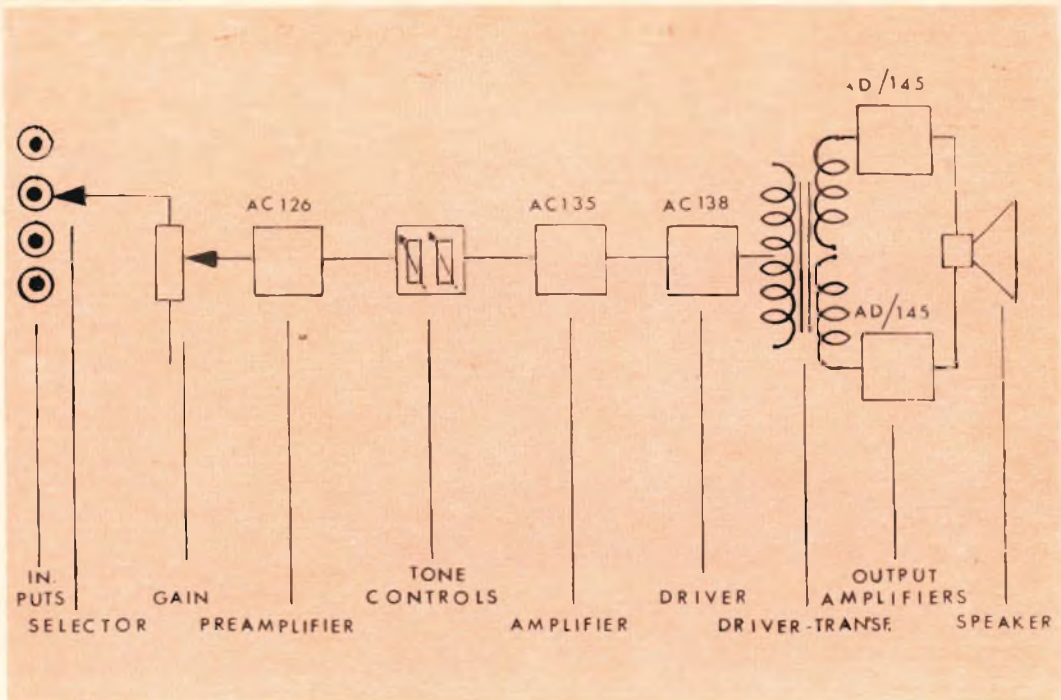 AD/145
AC126
AC135
AC138
AD/145
IN.
PUTS
SELECTOR
GAIN
PREAMPLIFIER
TONE
CONTROLS
AMPLIFIER
DRIVER
DRIVER-TRANSF.
OUTPUT
AMPLIFIERS
SPEAKER